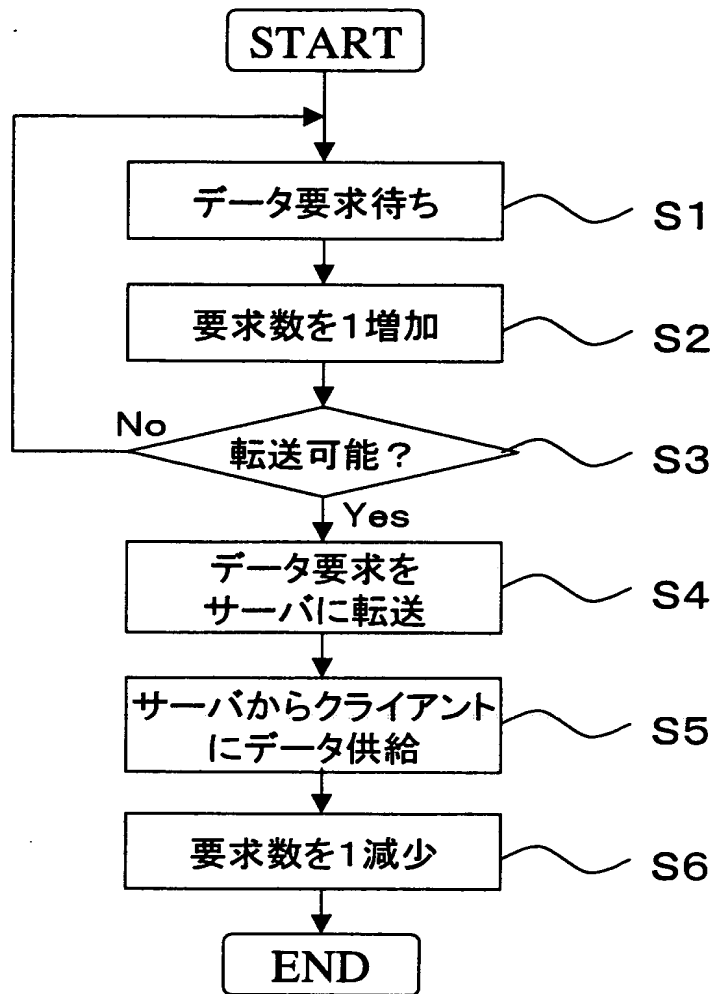 START
データ要求待ち
S1
要求数を1増加
S2
No
転送可能?
S3
Yes
データ要求を
サーバに転送
S4
サーバからクライアント
にデータ供給
S5
要求数を1減少
S6
END